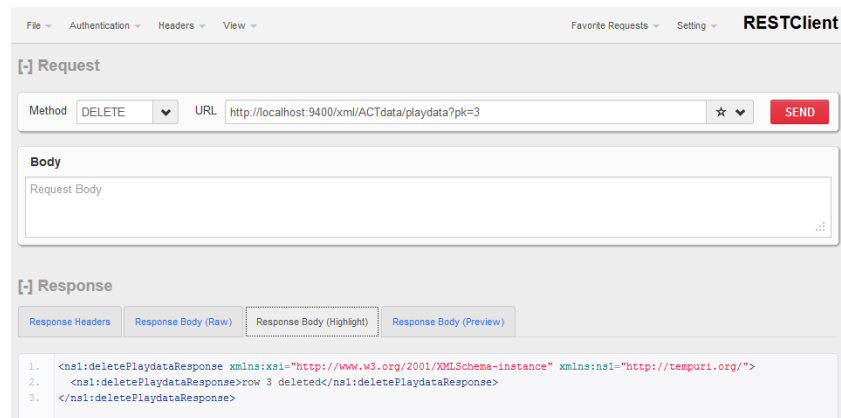 File Authentication Headers View Favorite Requests Setting RESTClient
[-] Request
Method DELETE URL http://localhost:9400/xml/ACTdata/playdata?pk=3 SEND
Body
Request Body
[-] Response
Response Headers Response Body (Raw) Response Body (Highlight) Response Body (Preview)
1. <ns1:deletePlaydataResponse xmlns:xsi="http://www.w3.org/2001/XMLSchema-instance" xmlns:ns1="http://tempuri.org/">
2. <ns1:deletePlaydataResponse>row 3 deleted</ns1:deletePlaydataResponse>
3. </ns1:deletePlaydataResponse>